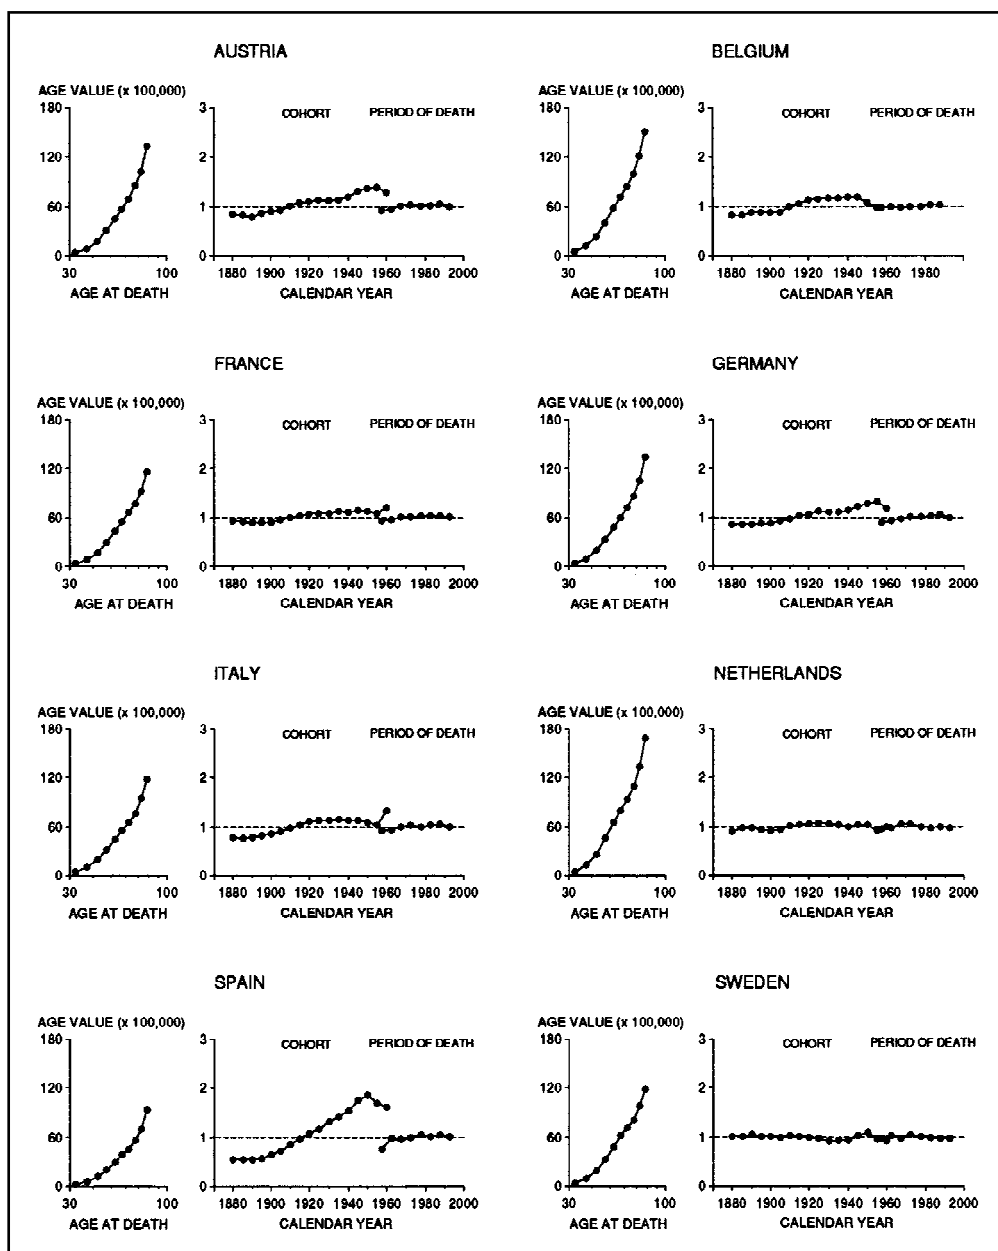 AUSTRIA
AGE VALUE (x 100,000)
180
120
60
0
30 100
AGE AT DEATH
3
2
1
0
COHORT PERIOD OF DEATH
1880 1900 1920 1940 1960 1980 2000
CALENDAR YEAR
BELGIUM
AGE VALUE (x 100,000)
180
120
60
0
30 100
AGE AT DEATH
3
2
1
0
COHORT PERIOD OF DEATH
1880 1900 1920 1940 1960 1980
CALENDAR YEAR
FRANCE
AGE VALUE (x 100,000)
180
120
60
0
30 100
AGE AT DEATH
3
2
1
0
COHORT PERIOD OF DEATH
1880 1900 1920 1940 1960 1980 2000
CALENDAR YEAR
GERMANY
AGE VALUE (x 100,000)
180
120
60
0
30 100
AGE AT DEATH
3
2
1
0
COHORT PERIOD OF DEATH
1880 1900 1920 1940 1960 1980 2000
CALENDAR YEAR
ITALY
AGE VALUE (x 100,000)
180
120
60
0
30 100
AGE AT DEATH
3
2
1
0
COHORT PERIOD OF DEATH
1880 1900 1920 1940 1960 1980 2000
CALENDAR YEAR
NETHERLANDS
AGE VALUE (x 100,000)
180
120
60
0
30 100
AGE AT DEATH
3
2
1
0
COHORT PERIOD OF DEATH
1880 1900 1920 1940 1960 1980 2000
CALENDAR YEAR
SPAIN
AGE VALUE (x 100,000)
180
120
60
0
30 100
AGE AT DEATH
3
2
1
0
COHORT PERIOD OF DEATH
1880 1900 1920 1940 1960 1980 2000
CALENDAR YEAR
SWEDEN
AGE VALUE (x 100,000)
180
120
60
0
30 100
AGE AT DEATH
3
2
1
0
COHORT PERIOD OF DEATH
1880 1900 1920 1940 1960 1980 2000
CALENDAR YEAR